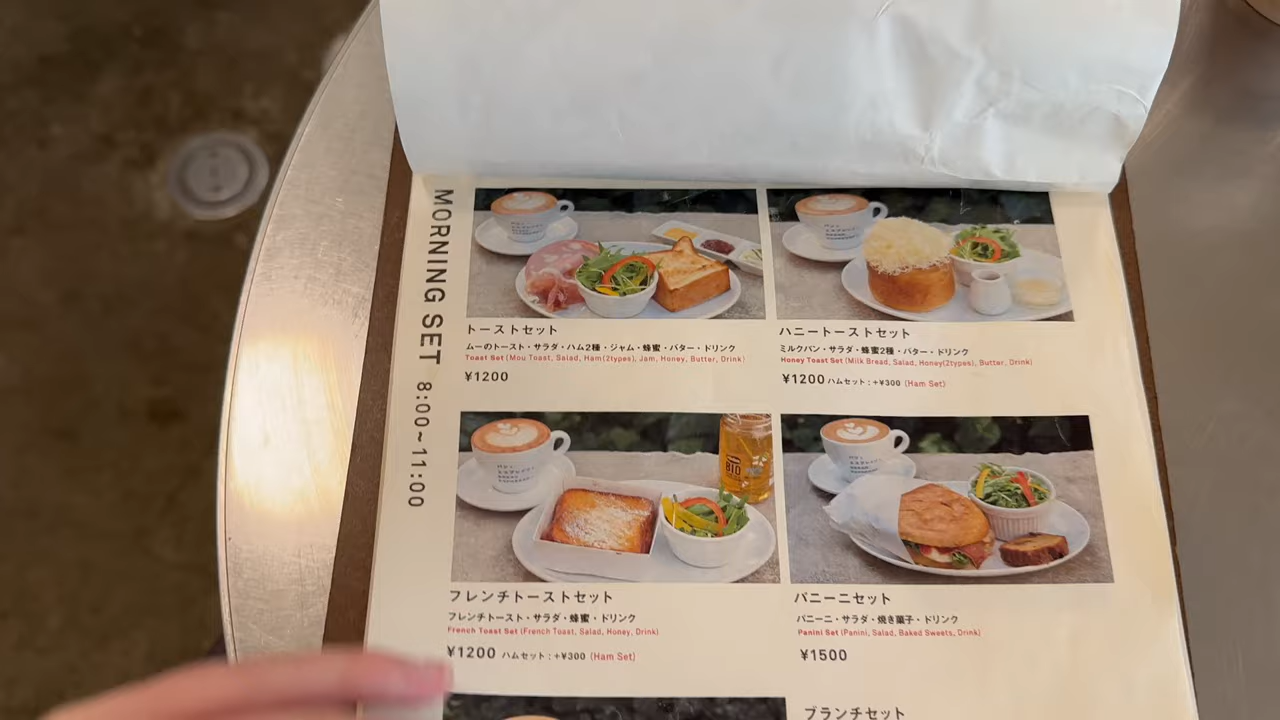 MORNING SET 8:00~11:00
トーストセット
ムーのトースト・サラダ・ハム2種・ジャム・蜂蜜・バター・ドリンク
Toast Set (Mou Toast, Salad, Ham(2types), Jam, Honey, Butter, Drink)
¥1200
ハニートーストセット
ミルクパン・サラダ・蜂蜜2種・バター・ドリンク
Honey Toast Set (Milk Bread, Salad, Honey(2types), Butter, Drink)
¥1200 ハムセット:+¥300 (Ham Set)
BIO
フレンチトーストセット
フレンチトースト・サラダ・蜂蜜・ドリンク
French Toast Set (French Toast, Salad, Honey, Drink)
¥1200 ハムセット:+¥300 (Ham Set)
パニーニセット
パニーニ・サラダ・焼き菓子・ドリンク
Panini Set (Panini, Salad, Baked Sweets, Drink)
¥1500
ブランチセット